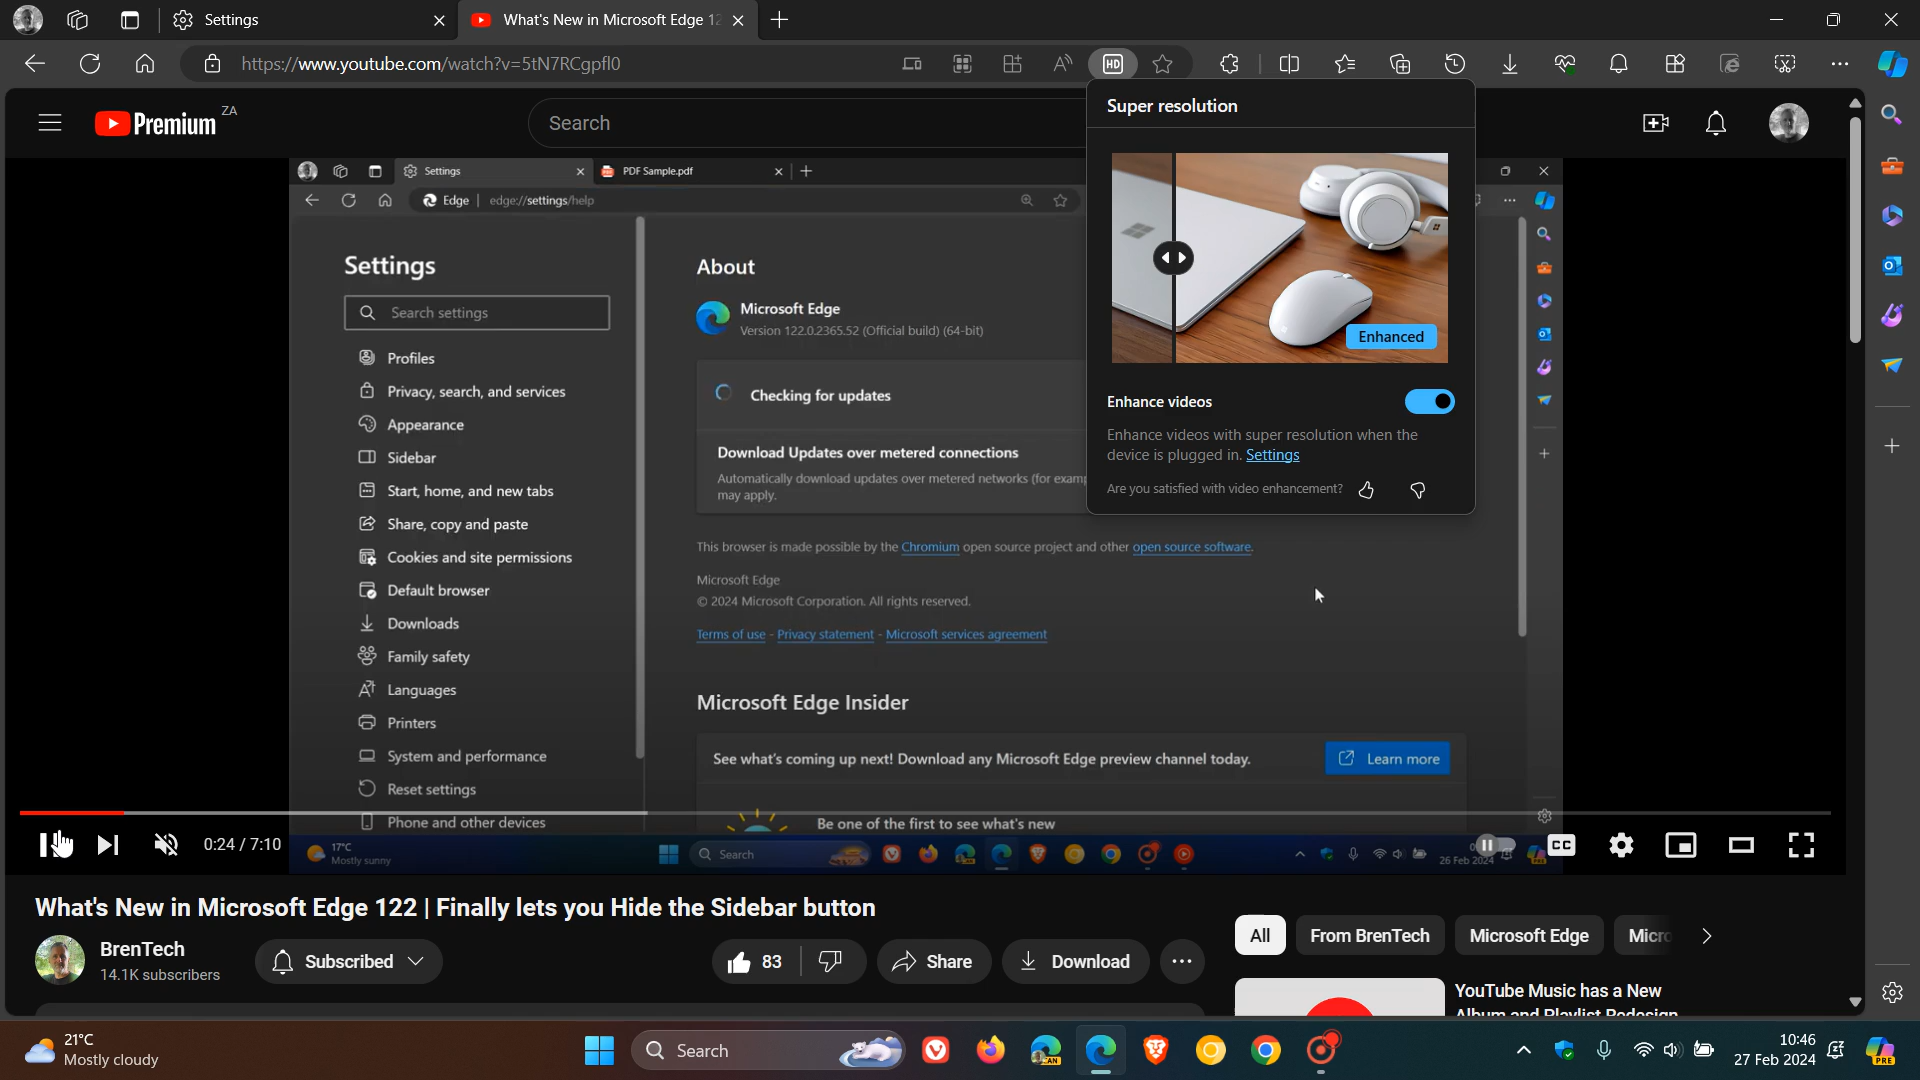 Settings
What's New in Microsoft Edge 12
https://www.youtube.com/watch?v=5tN7RCgpfl0
HD
Super resolution
Premium
ZA
Search
Settings
PDF Sample.pdf
Edge
edge://settings/help
Settings
Search settings
Profiles
Privacy, search, and services
Appearance
Sidebar
Start, home, and new tabs
Share, copy and paste
Cookies and site permissions
Default browser
Downloads
Family safety
Languages
Printers
System and performance
Reset settings
Phone and other devices
About
Microsoft Edge
Version 122.0.2365.52 (Official build) (64-bit)
Checking for updates
Download Updates over metered connections
Automatically download updates over metered networks (for examp
may apply.
This browser is made possible by the Chromium open source project and other open source software.
Microsoft Edge
© 2024 Microsoft Corporation. All rights reserved.
Terms of use - Privacy statement - Microsoft services agreement
Microsoft Edge Insider
See what's coming up next! Download any Microsoft Edge preview channel today.
Learn more
Be one of the first to see what's new
Enhanced
Enhance videos
Enhance videos with super resolution when the
device is plugged in. Settings
Are you satisfied with video enhancement?
0:24 / 7:10
17°C
Mostly sunny
Search
26 Feb 2024
CC
What's New in Microsoft Edge 122 | Finally lets you Hide the Sidebar button
BrenTech
14.1K subscribers
Subscribed
83
Share
Download
All
From BrenTech
Microsoft Edge
Micro
YouTube Music has a New
Album and Playlist Redesign
21°C
Mostly cloudy
Search
CAN
10:46
27 Feb 2024
PRE